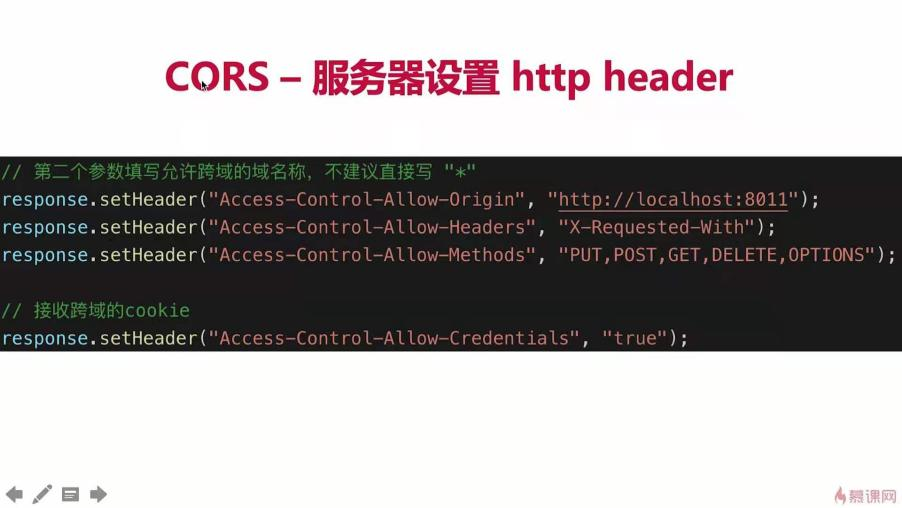 CORS – 服务器设置 http header
// 第二个参数填写允许跨域的域名称，不建议直接写 "*"
response.setHeader("Access-Control-Allow-Origin", "http://localhost:8011");
response.setHeader("Access-Control-Allow-Headers", "X-Requested-With");
response.setHeader("Access-Control-Allow-Methods", "PUT,POST,GET,DELETE,OPTIONS");
// 接收跨域的cookie
response.setHeader("Access-Control-Allow-Credentials", "true");
慕课网